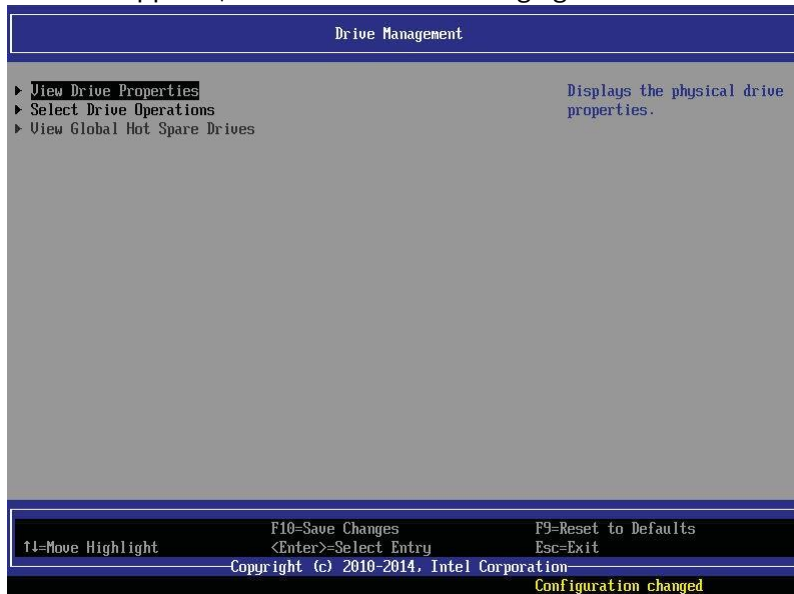 Drive Management
▶ View Drive Properties
▶ Select Drive Operations
▶ View Global Hot Spare Drives
Displays the physical drive
properties.
F10=Save Changes F9=Reset to Defaults
↑↓=Move Highlight <Enter>=Select Entry Esc=Exit
Copyright (c) 2010-2014, Intel Corporation
Configuration changed